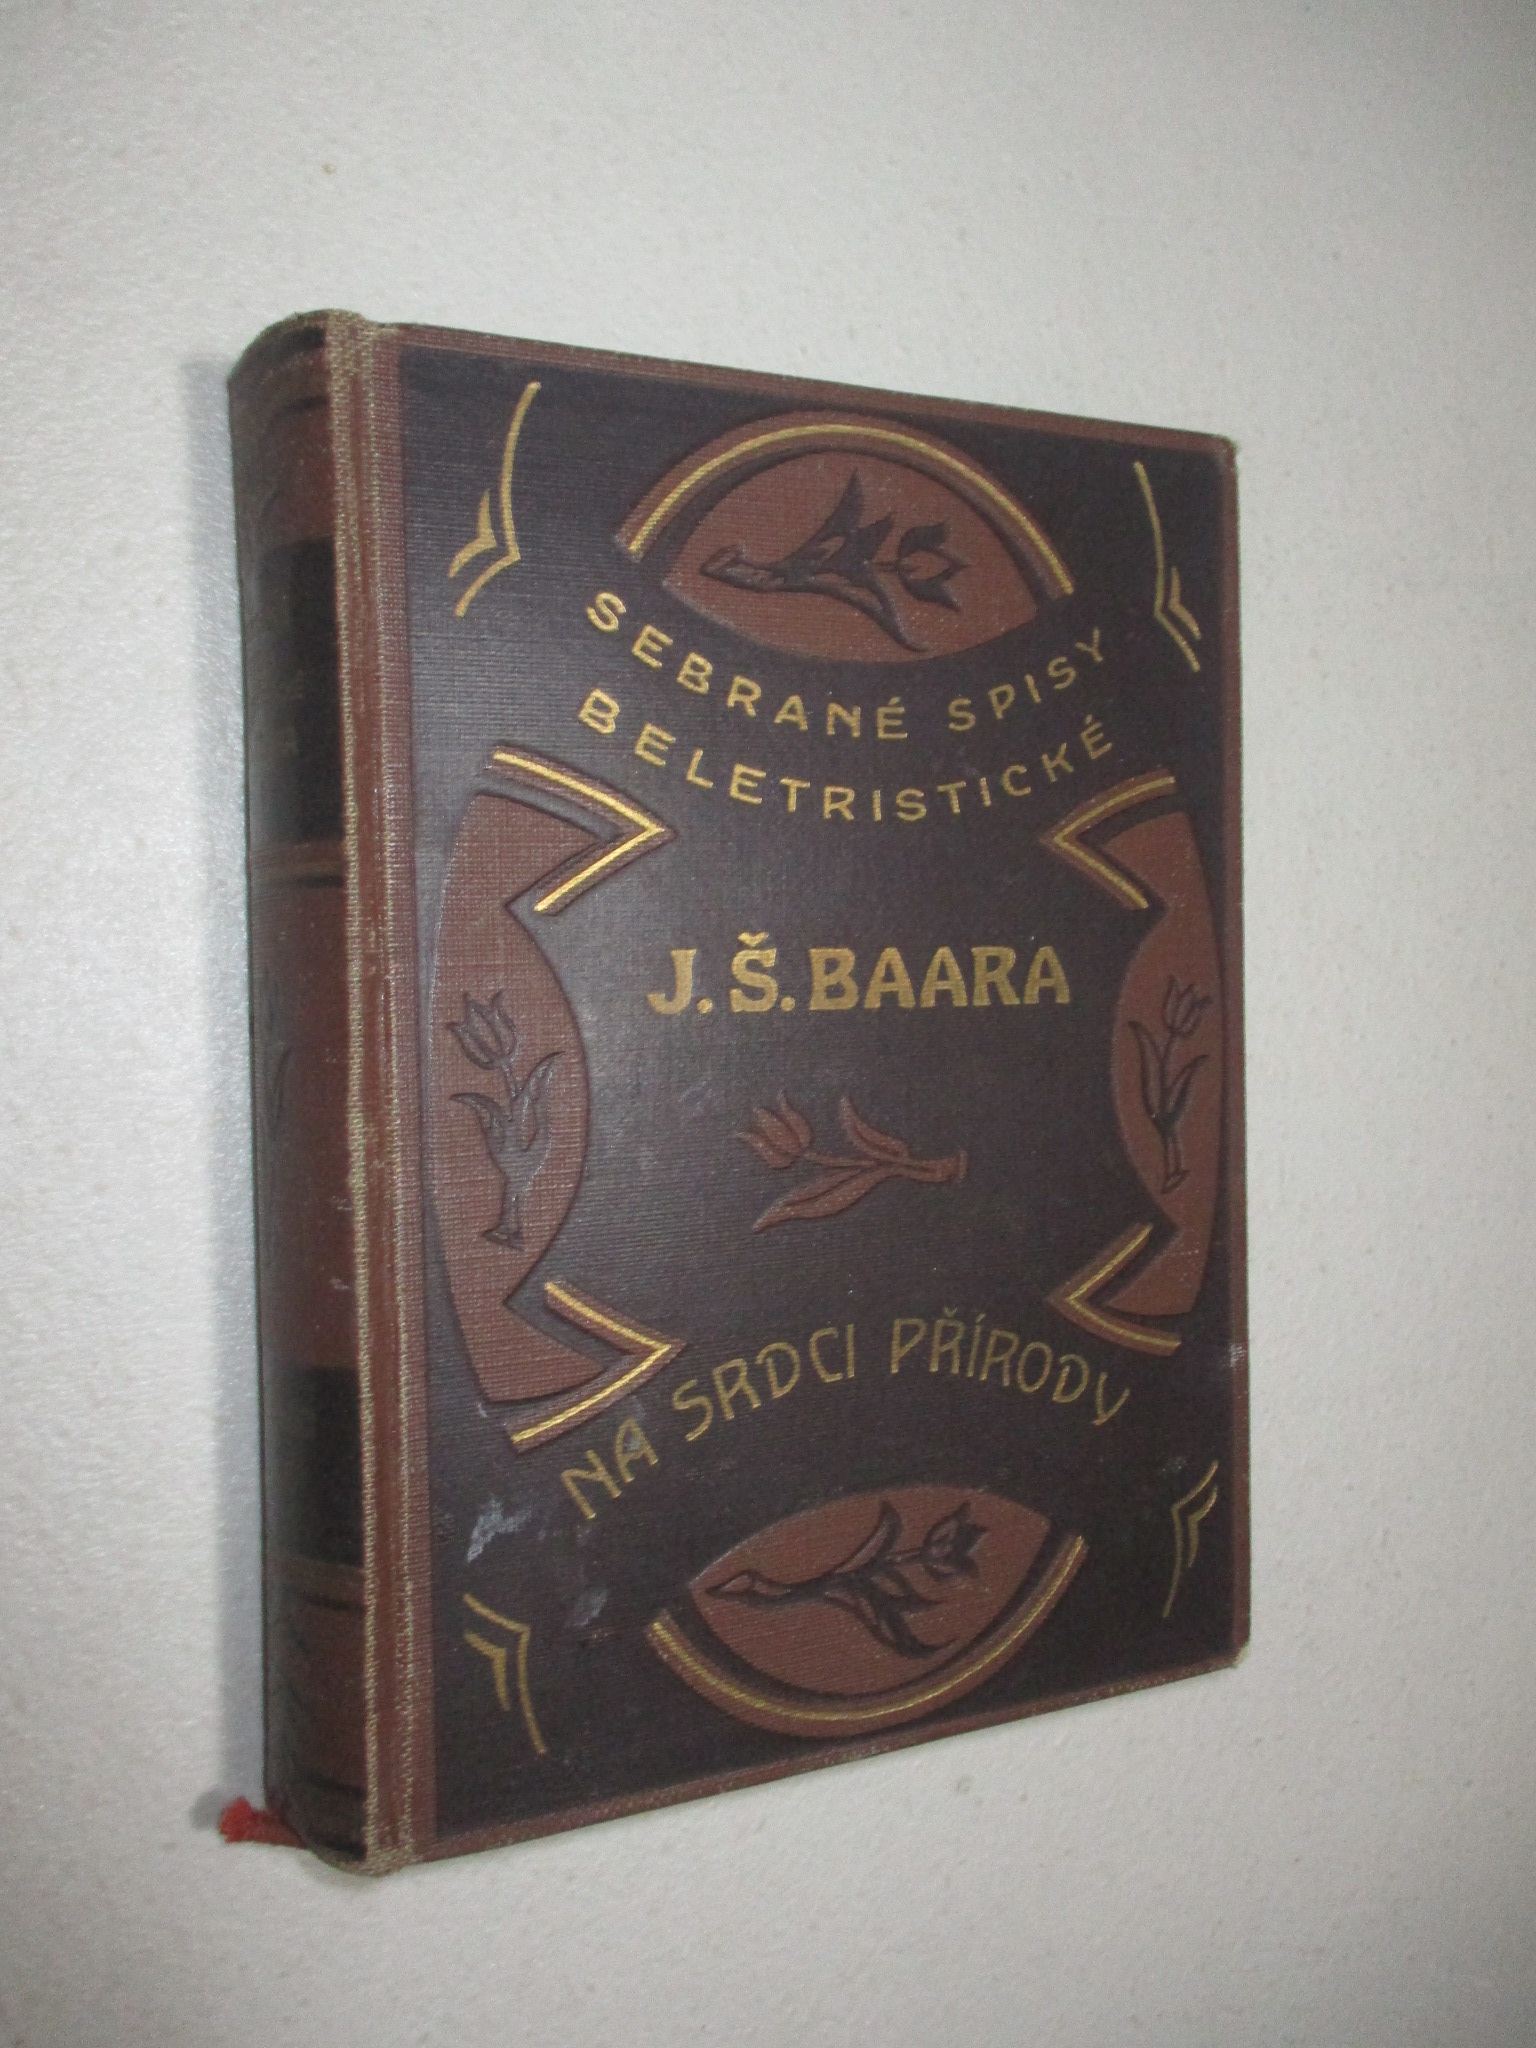 SEBRANÉ SPISY
BELETRISTICKÉ
J. Š. BAARA
NA SRDCI PŘÍRODY